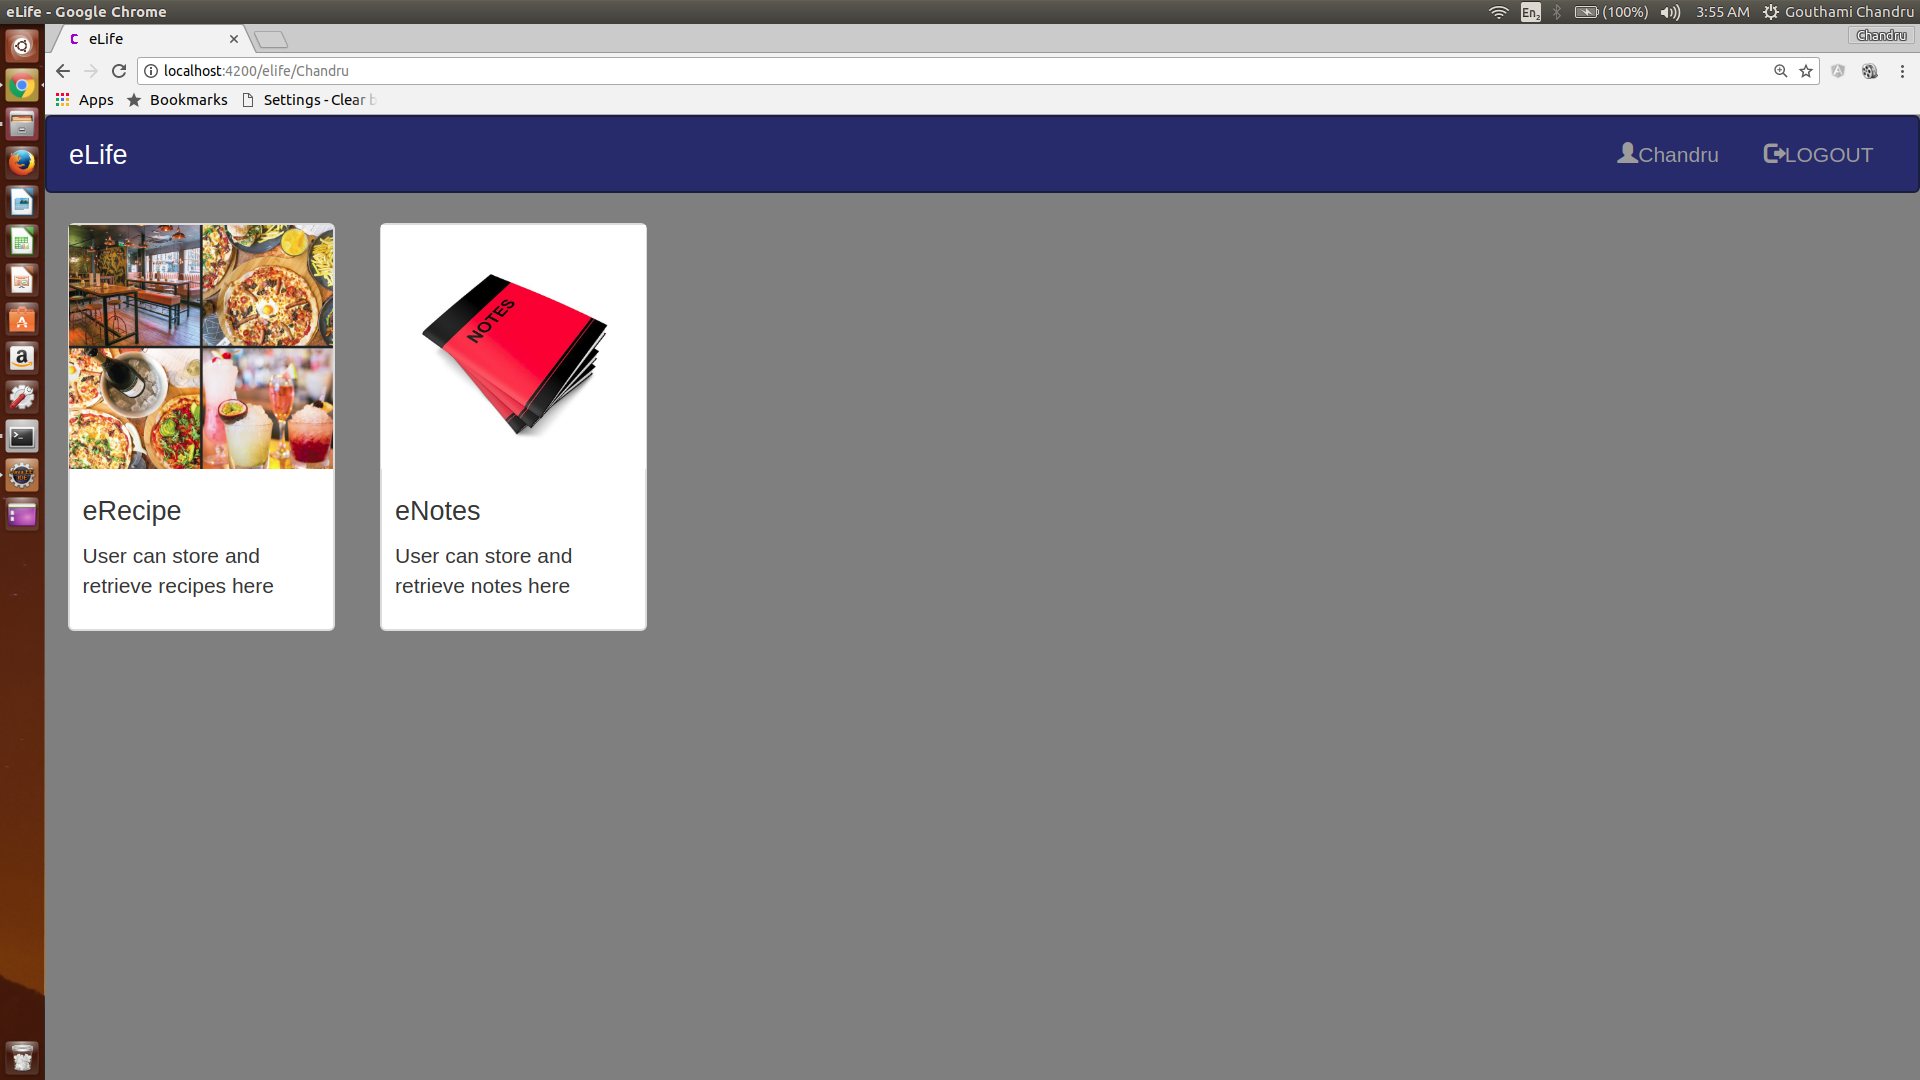 eLife - Google Chrome
En2
(100%)
3:55 AM
Gouthami Chandru
eLife
Chandru
localhost:4200/elife/Chandru
Apps
Bookmarks
Settings - Clear b
eLife
Chandru
LOGOUT
NOTES
eRecipe
User can store and
retrieve recipes here
eNotes
User can store and
retrieve notes here